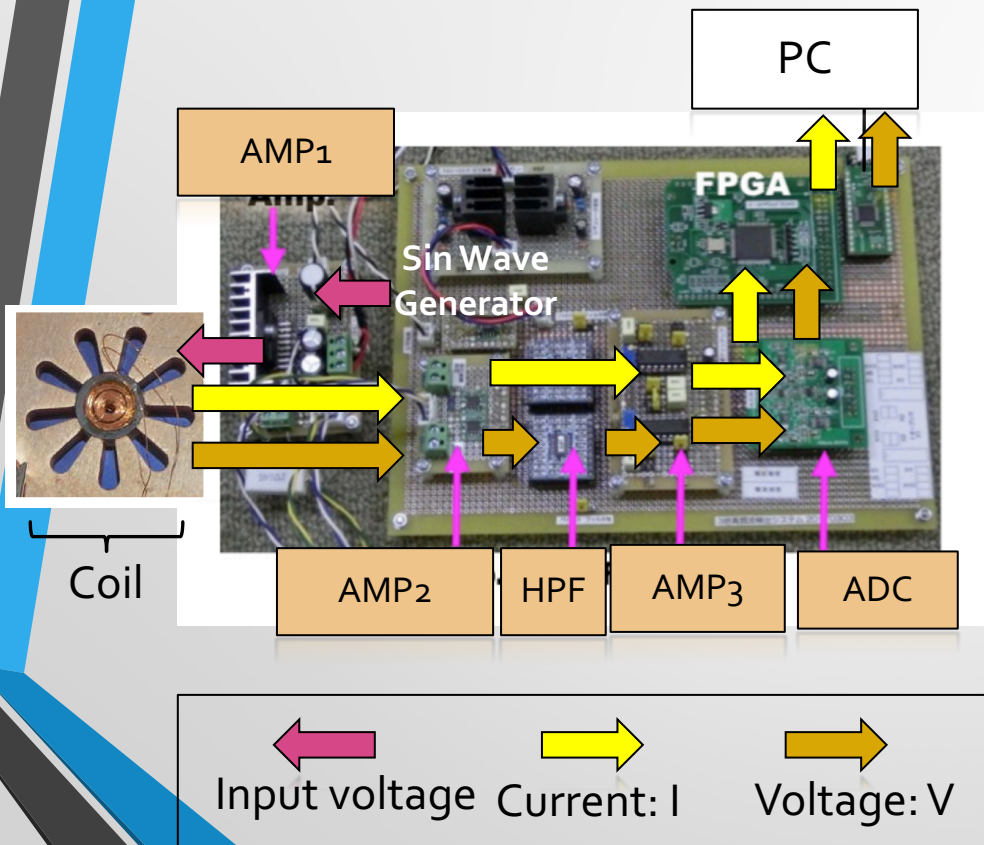 PC
AMP1
Amp.
FPGA
Sin Wave
Generator
Coil
AMP2
HPF
AMP3
ADC
Input voltage
Current: I
Voltage: V